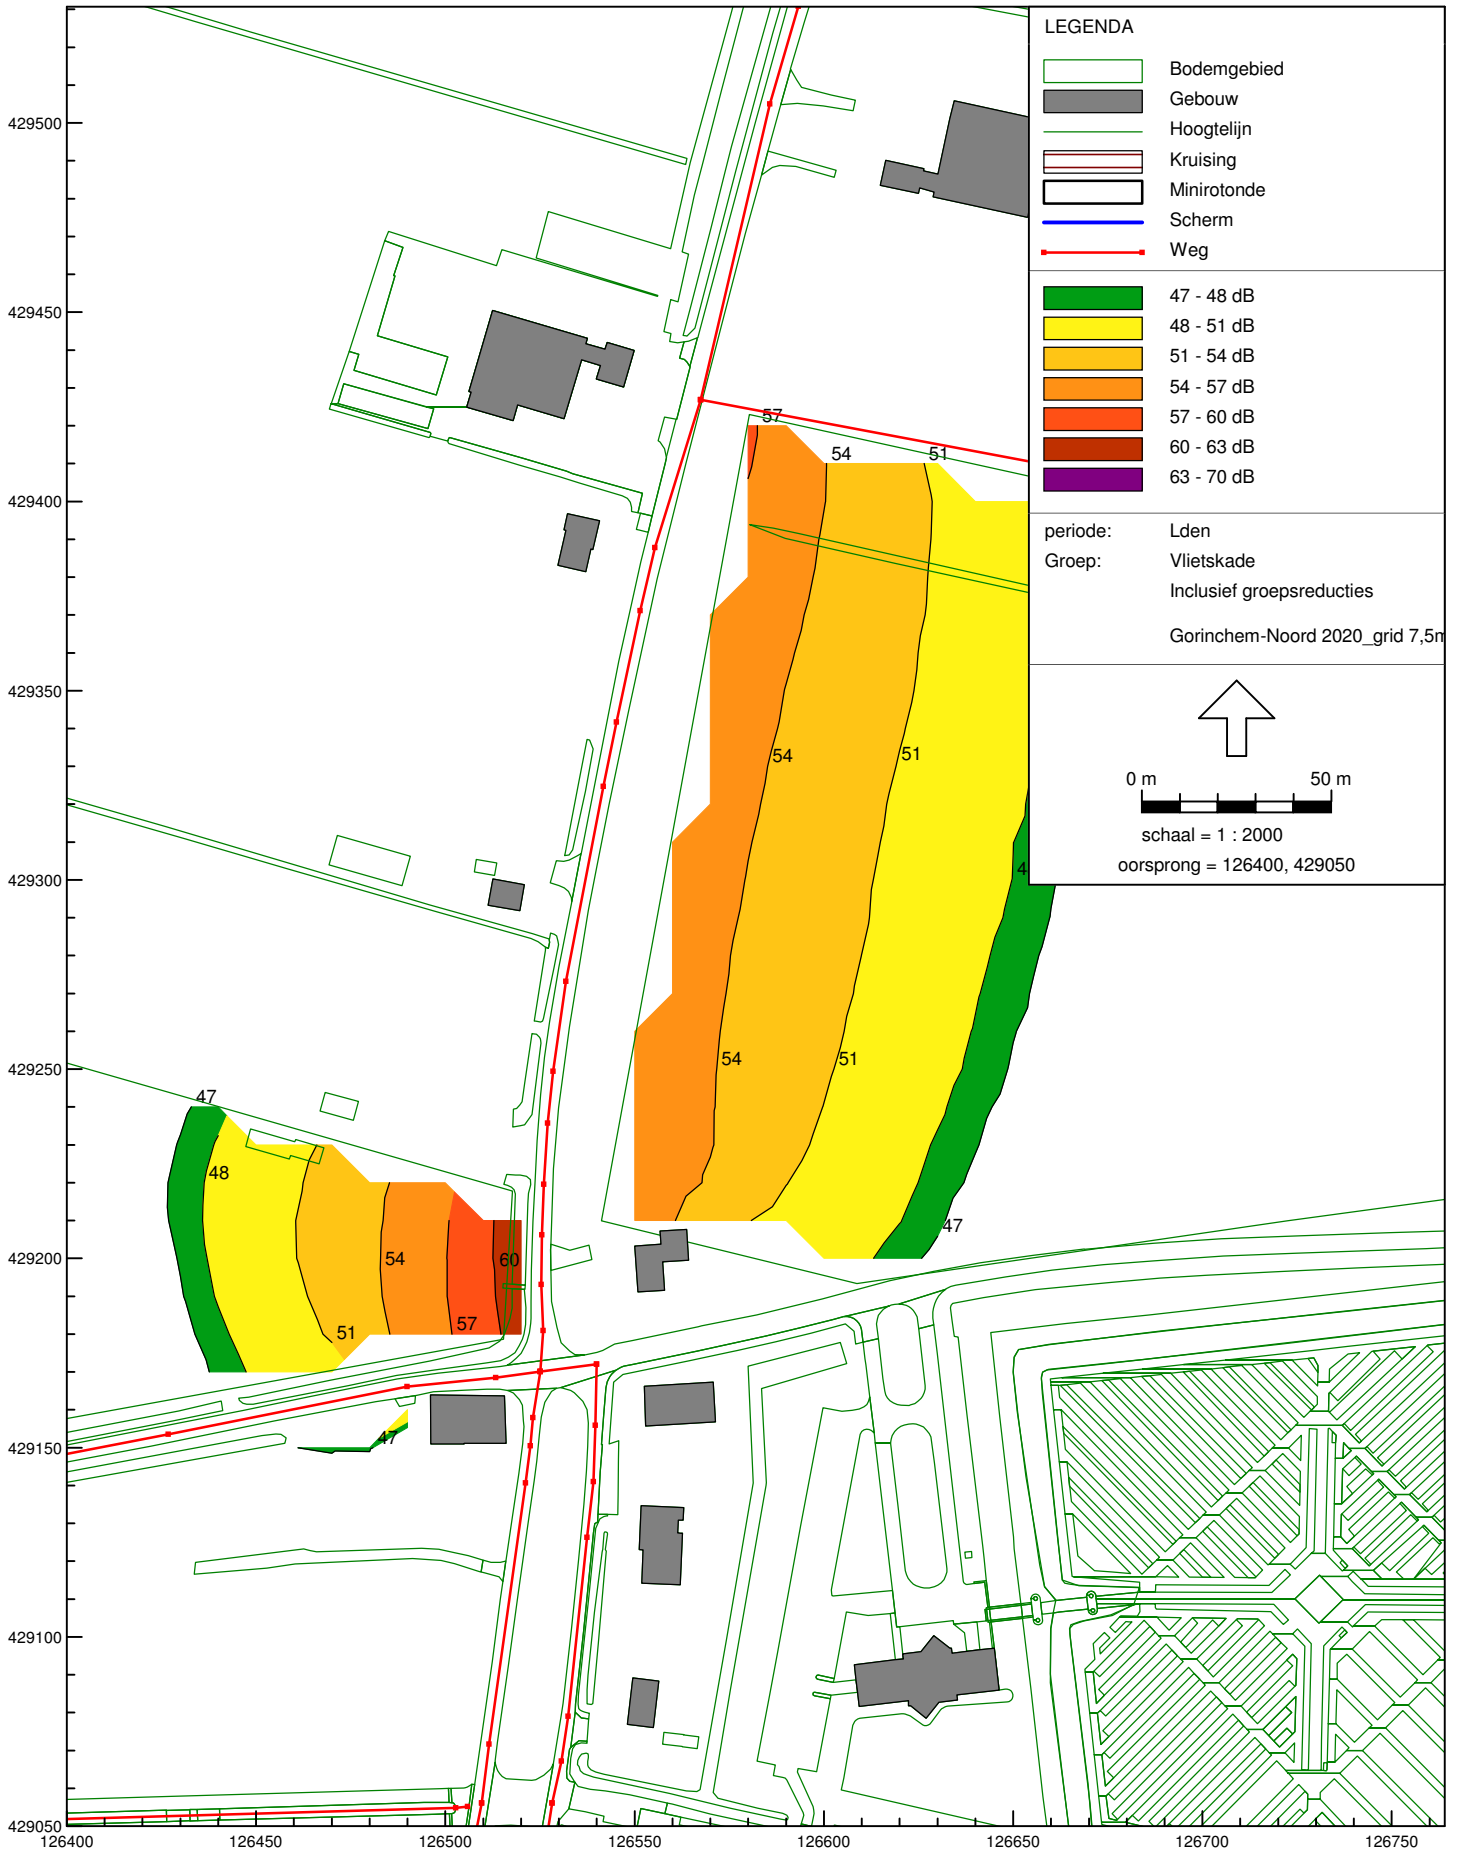 LEGENDA
Bodemgebied
Gebouw
Hoogtelijn
Kruising
Minirotonde
Scherm
Weg
47 - 48 dB
48 - 51 dB
51 - 54 dB
54 - 57 dB
57 - 60 dB
60 - 63 dB
63 - 70 dB
periode: Lden
Groep: Vlietskade
Inclusief groepsreducties
Gorinchem-Noord 2020_grid 7,5m
0 m 50 m
schaal = 1 : 2000
oorsprong = 126400, 429050
429500
429450
57
54 51
429400
429350
54 51
429300
54 51
429250
47
48
47
429200
54 60
51 57
429150
47
429100
429050
126400 126450 126500 126550 126600 126650 126700 126750